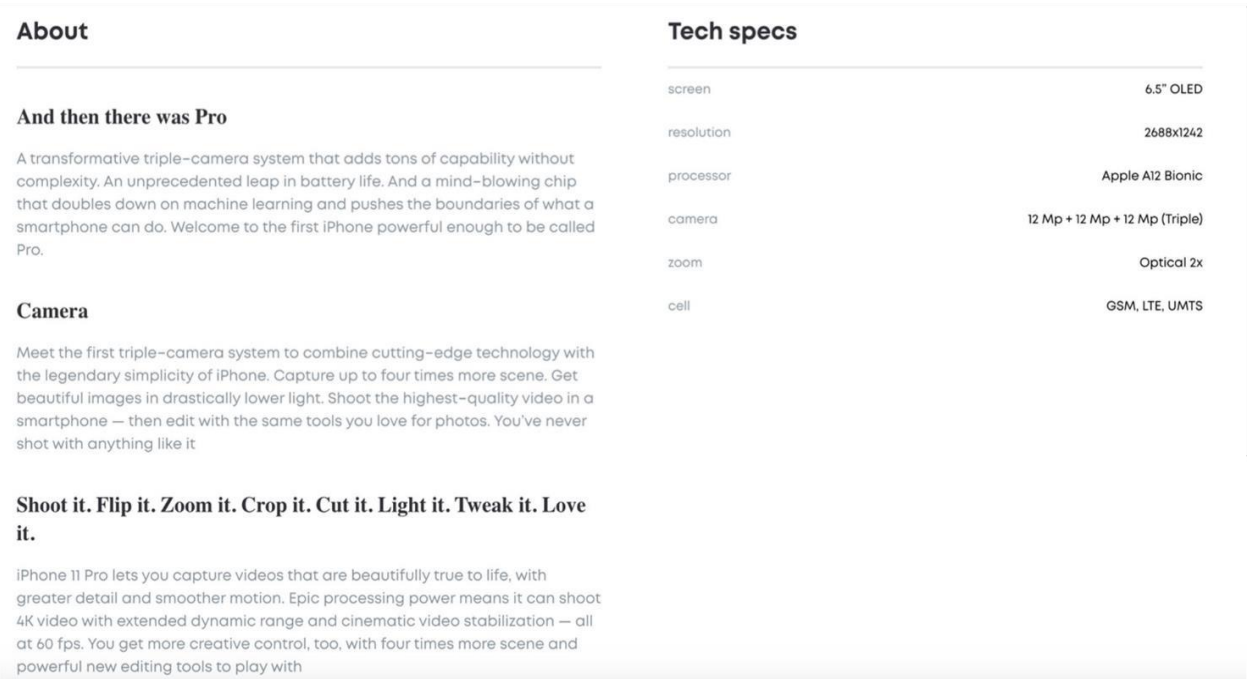 About
And then there was Pro
A transformative triple-camera system that adds tons of capability without
complexity. An unprecedented leap in battery life. And a mind-blowing chip
that doubles down on machine learning and pushes the boundaries of what a
smartphone can do. Welcome to the first iPhone powerful enough to be called
Pro.
Camera
Meet the first triple-camera system to combine cutting-edge technology with
the legendary simplicity of iPhone. Capture up to four times more scene. Get
beautiful images in drastically lower light. Shoot the highest-quality video in a
smartphone — then edit with the same tools you love for photos. You've never
shot with anything like it
Shoot it. Flip it. Zoom it. Crop it. Cut it. Light it. Tweak it. Love
it.
iPhone 11 Pro lets you capture videos that are beautifully true to life, with
greater detail and smoother motion. Epic processing power means it can shoot
4K video with extended dynamic range and cinematic video stabilization — all
at 60 fps. You get more creative control, too, with four times more scene and
powerful new editing tools to play with
Tech specs
screen 6.5" OLED
resolution 2688x1242
processor Apple A12 Bionic
camera 12 Mp + 12 Mp + 12 Mp (Triple)
zoom Optical 2x
cell GSM, LTE, UMTS